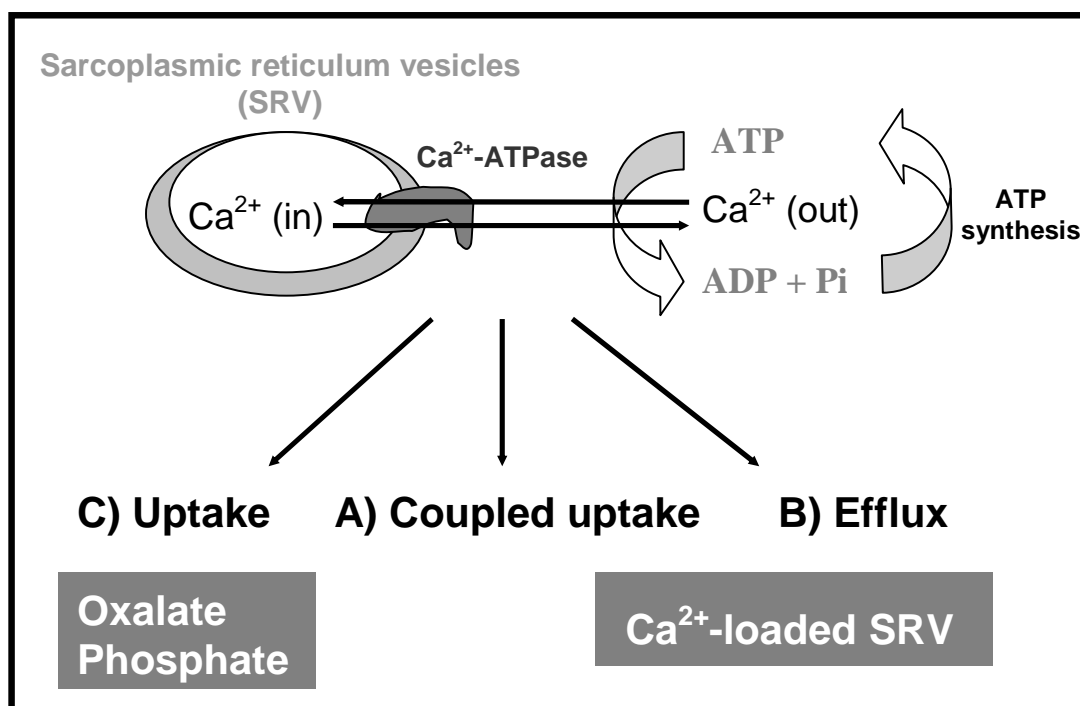 Sarcoplasmic reticulum vesicles
(SRV)
Ca²⁺-ATPase
ATP
Ca²⁺ (in)
Ca²⁺ (out)
ATP
synthesis
ADP + Pi
C) Uptake
A) Coupled uptake
B) Efflux
Oxalate
Phosphate
Ca²⁺-loaded SRV